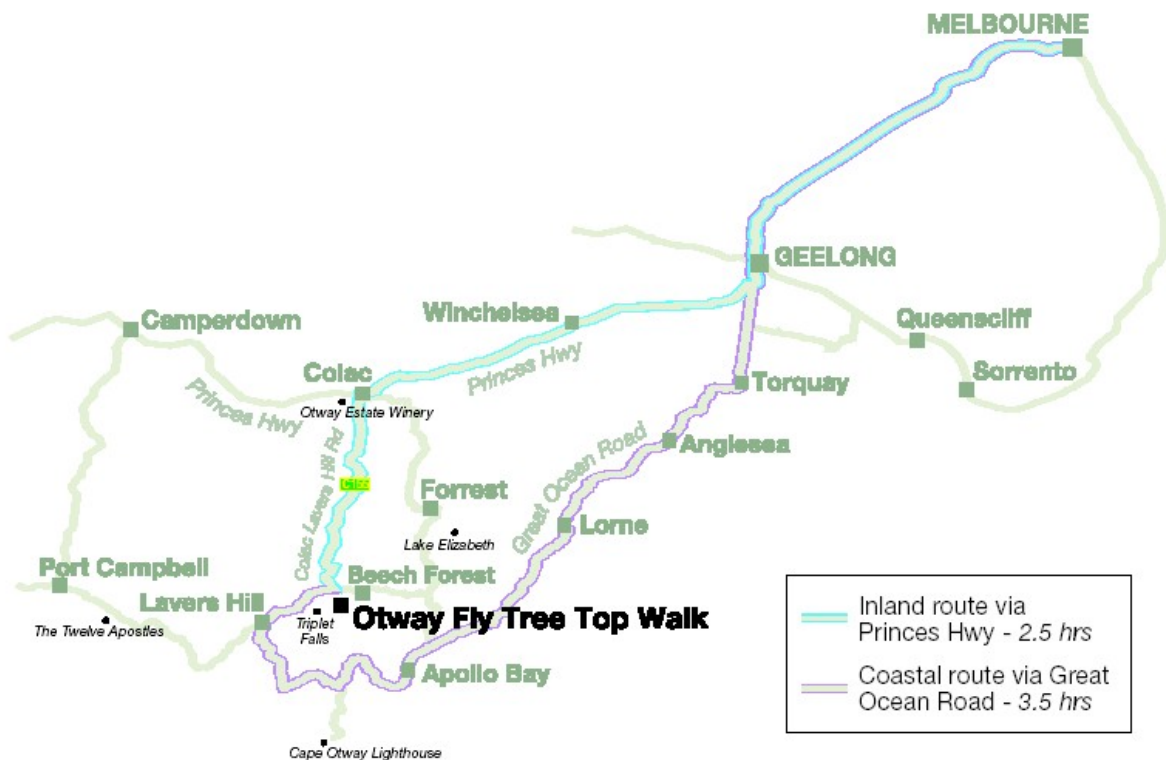 MELBOURNE
GEELONG
Winchelsea
Camperdown
Queenscliff
Colac
Princes Hwy
Sorrento
Torquay
Princes Hwy
Otway Estate Winery
Anglesea
Colac Lavers Hill Rd
Great Ocean Road
Forrest
Lorne
Lake Elizabeth
Port Campbell
Beech Forest
Lavers Hill
Otway Fly Tree Top Walk
The Twelve Apostles
Triplet
Falls
Apollo Bay
Cape Otway Lighthouse
Inland route via
Princes Hwy - 2.5 hrs
Coastal route via Great
Ocean Road - 3.5 hrs